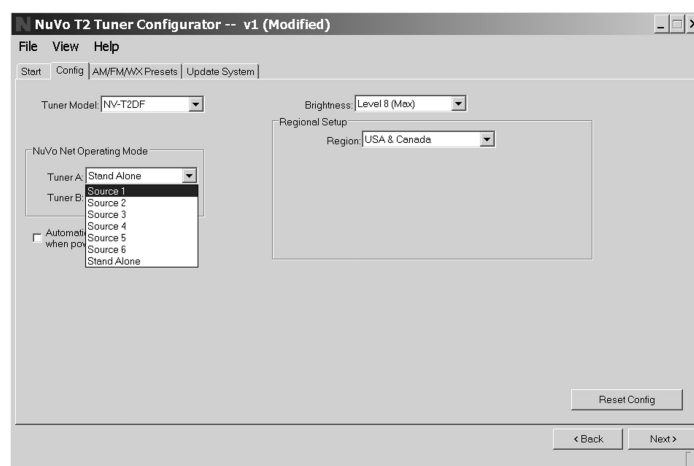 N NuVo T2 Tuner Configurator -- v1 (Modified)
File View Help
Start Config AM/FM/WX Presets Update System
Tuner Model: NV-T2DF
Brightness: Level 8 (Max)
Regional Setup
Region: USA & Canada
NuVo Net Operating Mode
Tuner A: Stand Alone
Tuner B:
Source 1
Source 2
Source 3
Source 4
Source 5
Source 6
Stand Alone
Automati
when pow
Reset Config
< Back Next >